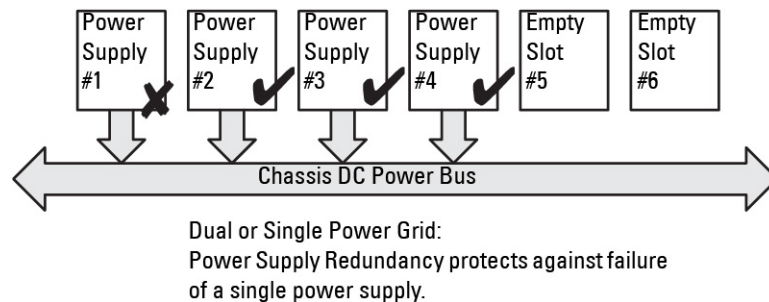 Power
Supply
#1
Power
Supply
#2
Power
Supply
#3
Power
Supply
#4
Empty
Slot
#5
Empty
Slot
#6
Chassis DC Power Bus
Dual or Single Power Grid:
Power Supply Redundancy protects against failure
of a single power supply.